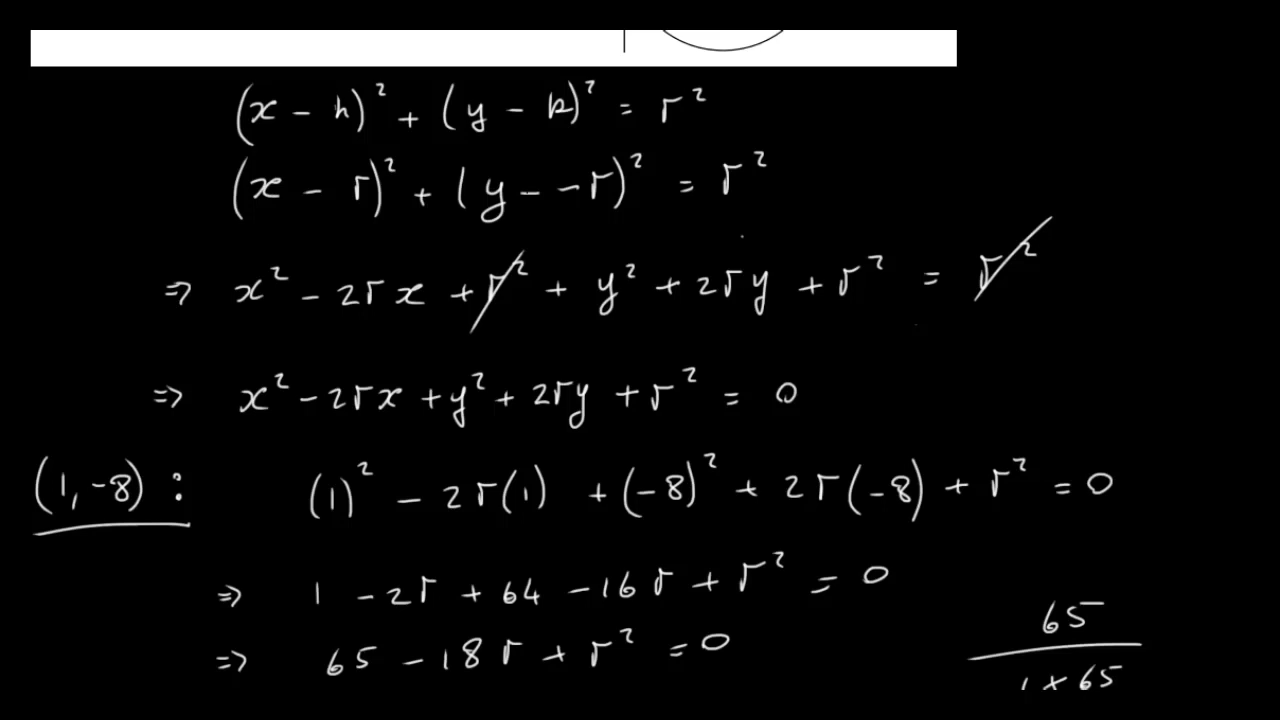 (x - h)² + (y - k)² = r²
(x - r)² + (y - -r)² = r²
⇒ x² - 2rx + r² + y² + 2ry + r² = r²
⇒ x² - 2rx + y² + 2ry + r² = 0
(1, -8) : (1)² - 2r(1) + (-8)² + 2r(-8) + r² = 0
⇒ 1 - 2r + 64 - 16r + r² = 0
⇒ 65 - 18r + r² = 0
65
1 × 65